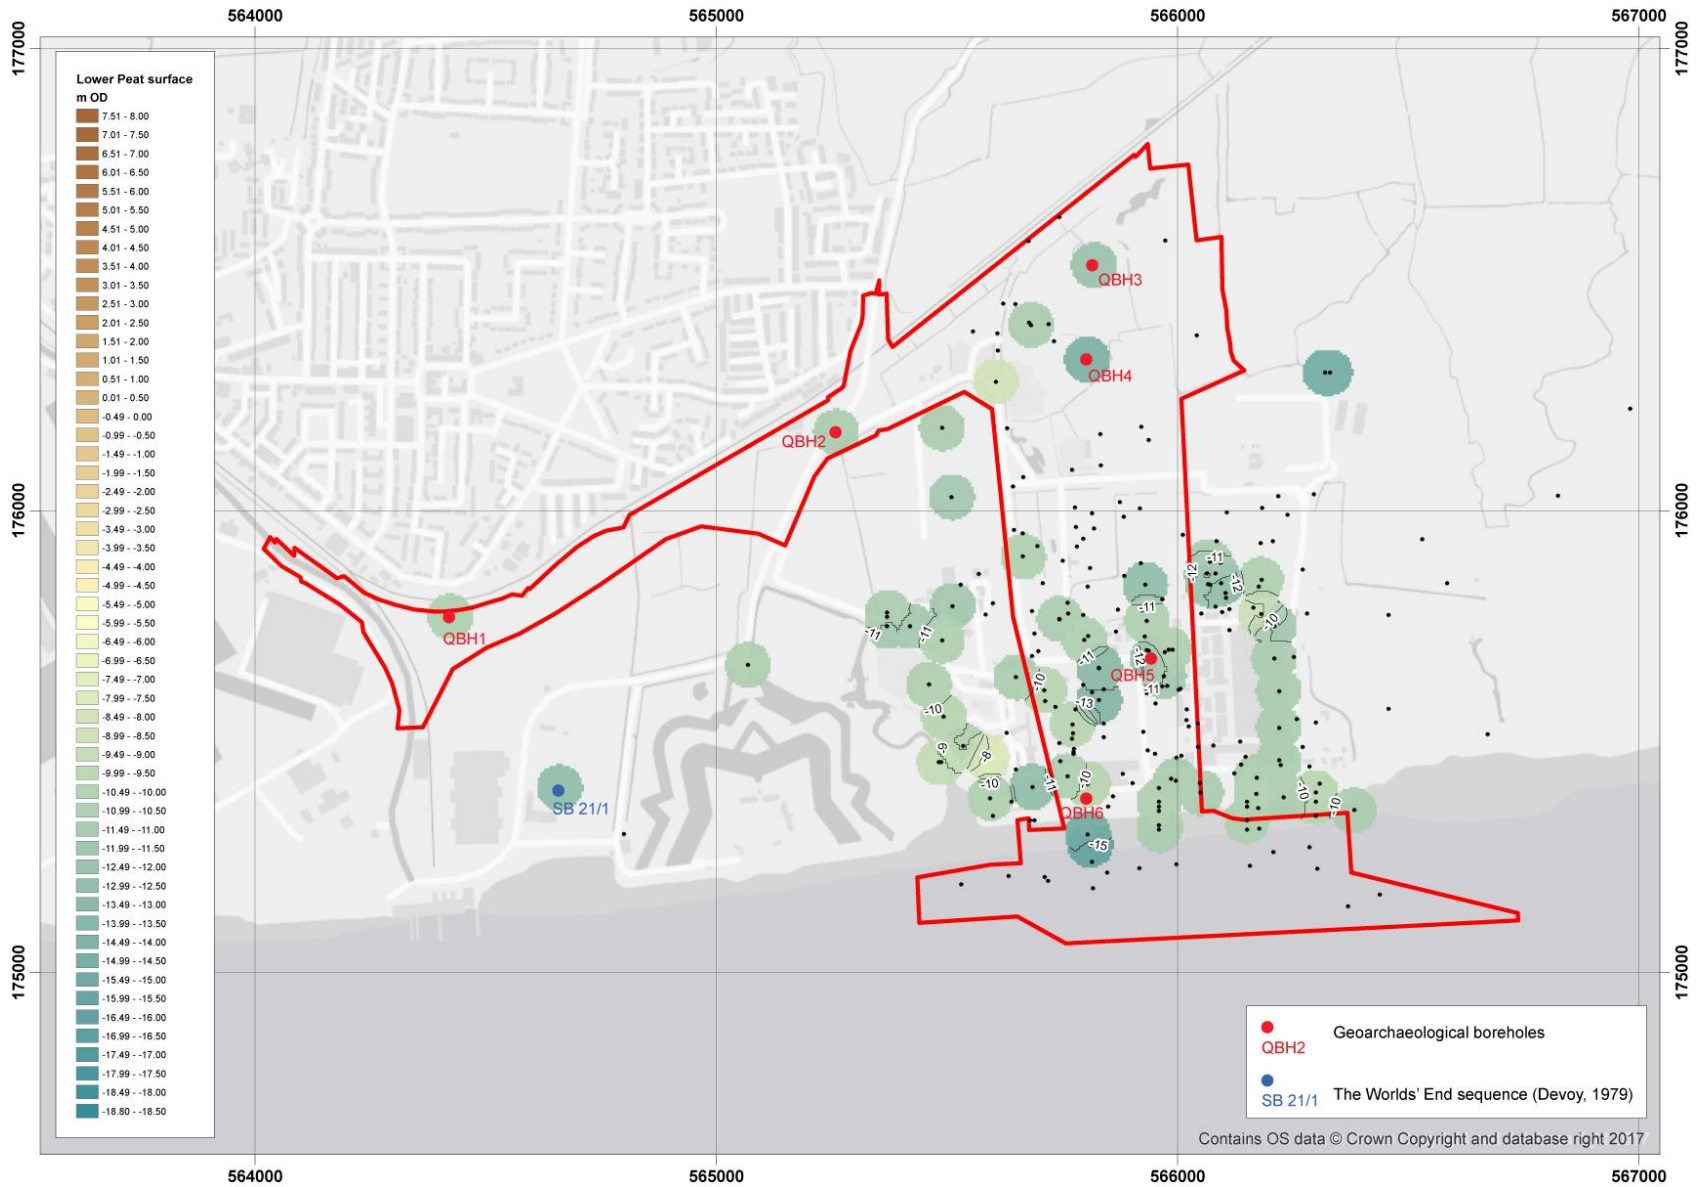 564000
565000
566000
567000
177000
177000
176000
176000
175000
175000
Lower Peat surface
m OD
7.51 - 8.00
7.01 - 7.50
6.51 - 7.00
6.01 - 6.50
5.51 - 6.00
5.01 - 5.50
4.51 - 5.00
4.01 - 4.50
3.51 - 4.00
3.01 - 3.50
2.51 - 3.00
2.01 - 2.50
1.51 - 2.00
1.01 - 1.50
0.51 - 1.00
0.01 - 0.50
-0.49 - 0.00
-0.99 - -0.50
-1.49 - -1.00
-1.99 - -1.50
-2.49 - -2.00
-2.99 - -2.50
-3.49 - -3.00
-3.99 - -3.50
-4.49 - -4.00
-4.99 - -4.50
-5.49 - -5.00
-5.99 - -5.50
-6.49 - -6.00
-6.99 - -6.50
-7.49 - -7.00
-7.99 - -7.50
-8.49 - -8.00
-8.99 - -8.50
-9.49 - -9.00
-9.99 - -9.50
-10.49 - -10.00
-10.99 - -10.50
-11.49 - -11.00
-11.99 - -11.50
-12.49 - -12.00
-12.99 - -12.50
-13.49 - -13.00
-13.99 - -13.50
-14.49 - -14.00
-14.99 - -14.50
-15.49 - -15.00
-15.99 - -15.50
-16.49 - -16.00
-16.99 - -16.50
-17.49 - -17.00
-17.99 - -17.50
-18.49 - -18.00
-18.80 - -18.50
QBH3
QBH4
QBH2
-11
-12
-12
-11
-10
QBH1
-11
-11
-11
-12
QBH5
-10
-11
-13
-10
-9
-8
-10
-11
-10
-10
-10
SB 21/1
QBH6
-15
QBH2
Geoarchaeological boreholes
SB 21/1
The Worlds' End sequence (Devoy, 1979)
Contains OS data © Crown Copyright and database right 2017
564000
565000
566000
567000